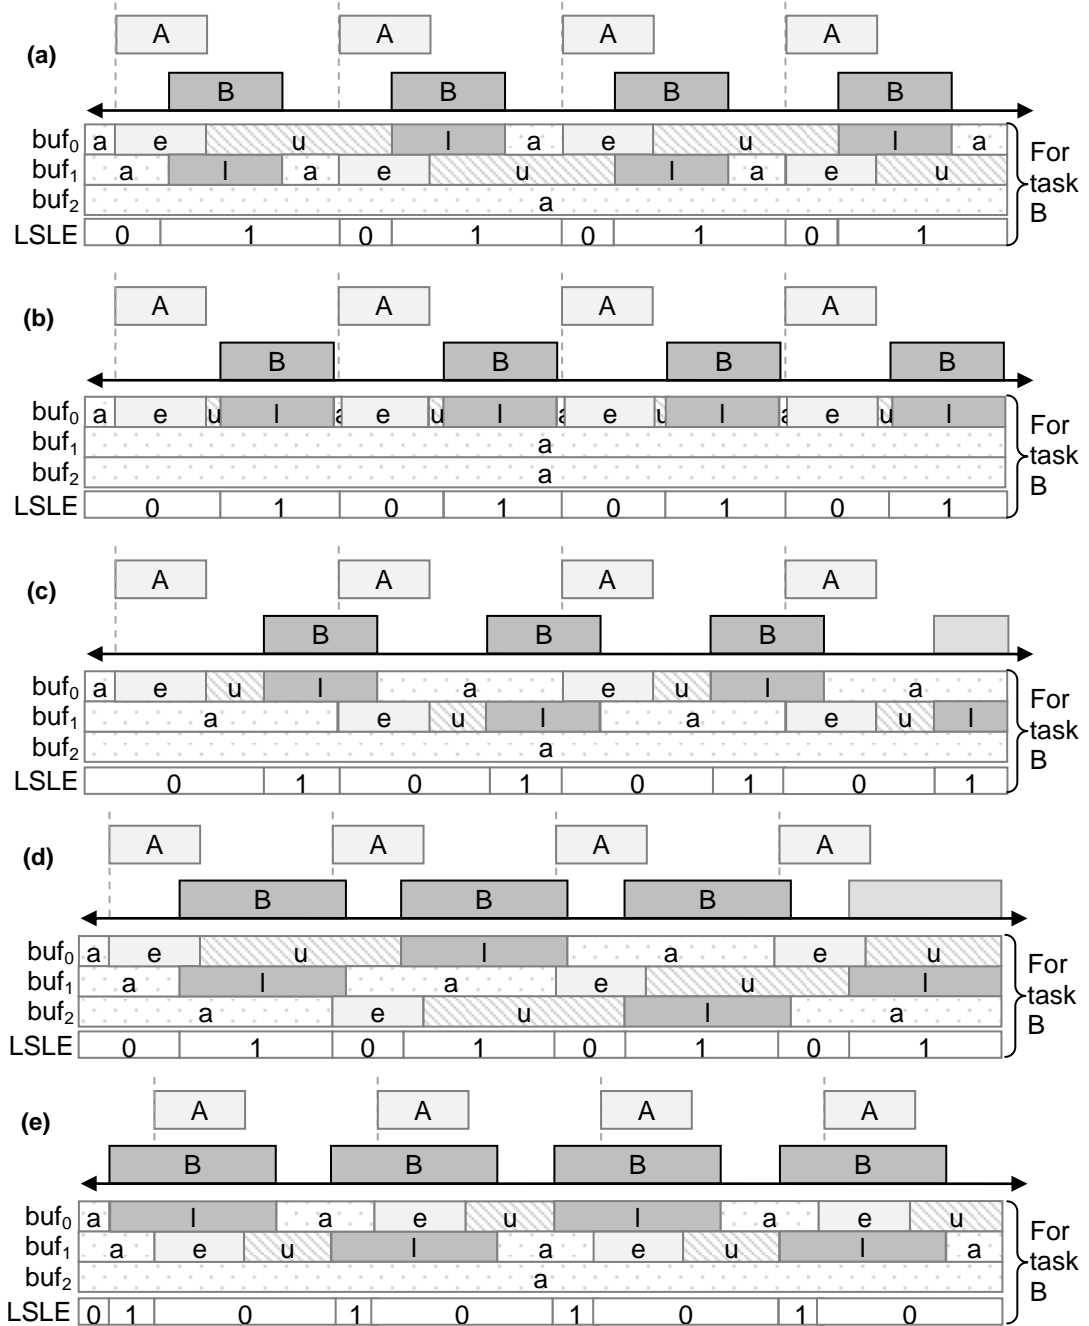 A A A A
(a)
B B B B
buf0 a e u l a e u l a
buf1 a l a e u l a e u
buf2 a
LSLE 0 1 0 1 0 1 0 1
For task B
A A A A
(b)
B B B B
buf0 a e u l a e u l a e u l a e u l
buf1 a
buf2 a
LSLE 0 1 0 1 0 1 0 1
For task B
A A A A
(c)
B B B
buf0 a e u l a e u l a
buf1 a e u l a e u l
buf2 a
LSLE 0 1 0 1 0 1 0 1
For task B
A A A A
(d)
B B B
buf0 a e u l a e u
buf1 a l a e u l
buf2 a e u l a
LSLE 0 1 0 1 0 1 0 1
For task B
A A A A
(e)
B B B B
buf0 a l a e u l a e u
buf1 a e u l a e u l a
buf2 a
LSLE 0 1 0 1 0 1 0 1 0
For task B